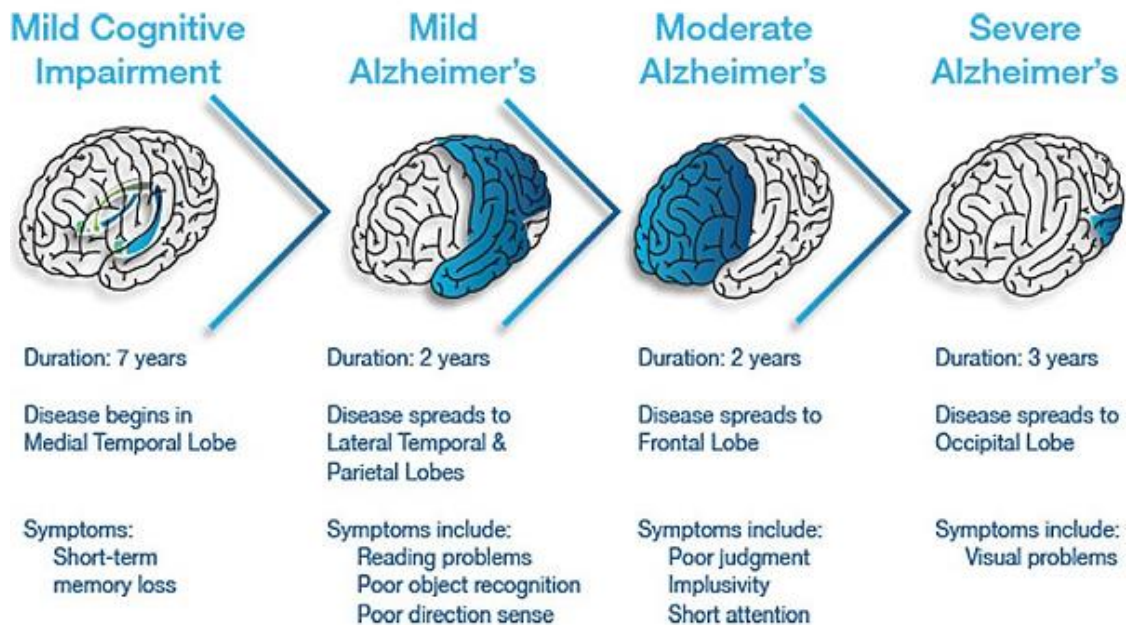 Mild Cognitive
Impairment
Mild
Alzheimer's
Moderate
Alzheimer's
Severe
Alzheimer's
Duration: 7 years
Disease begins in
Medial Temporal Lobe
Symptoms:
Short-term
memory loss
Duration: 2 years
Disease spreads to
Lateral Temporal &
Parietal Lobes
Symptoms include:
Reading problems
Poor object recognition
Poor direction sense
Duration: 2 years
Disease spreads to
Frontal Lobe
Symptoms include:
Poor judgment
Implusivity
Short attention
Duration: 3 years
Disease spreads to
Occipital Lobe
Symptoms include:
Visual problems